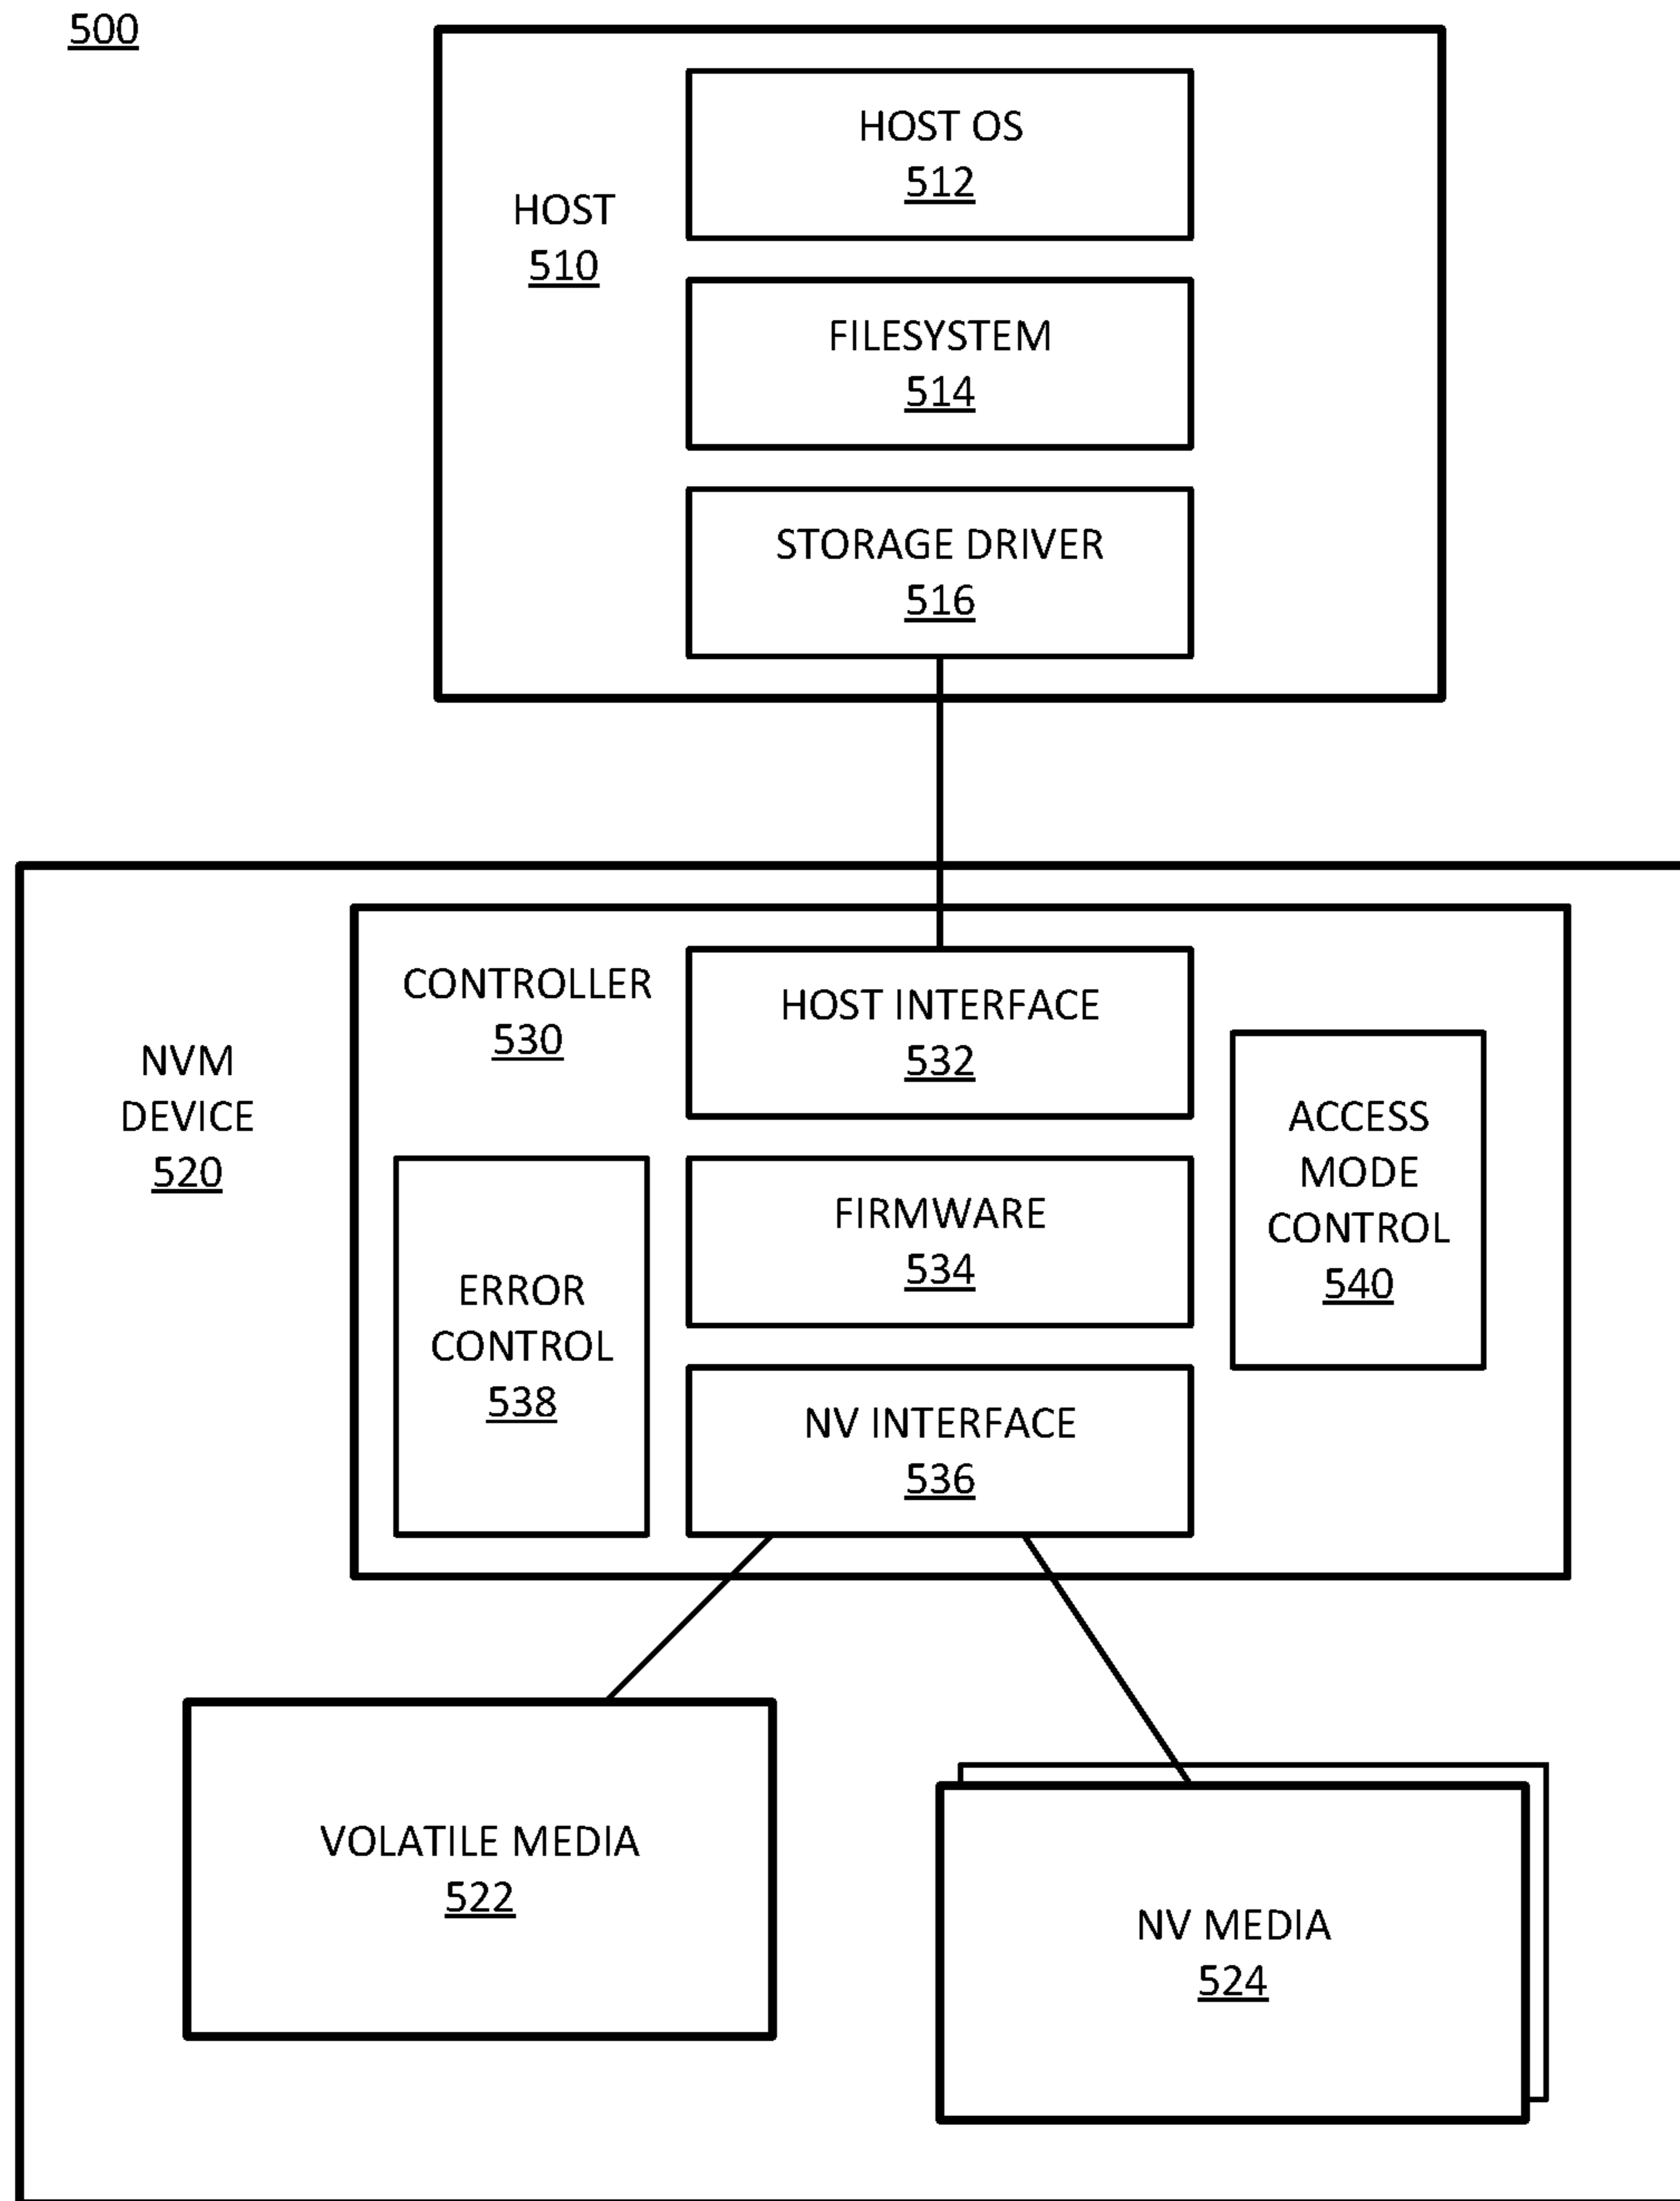 500
HOST OS
512
HOST
510
FILESYSTEM
514
STORAGE DRIVER
516
CONTROLLER
530
HOST INTERFACE
532
NVM
DEVICE
520
ACCESS
MODE
CONTROL
540
FIRMWARE
534
ERROR
CONTROL
538
NV INTERFACE
536
VOLATILE MEDIA
522
NV MEDIA
524